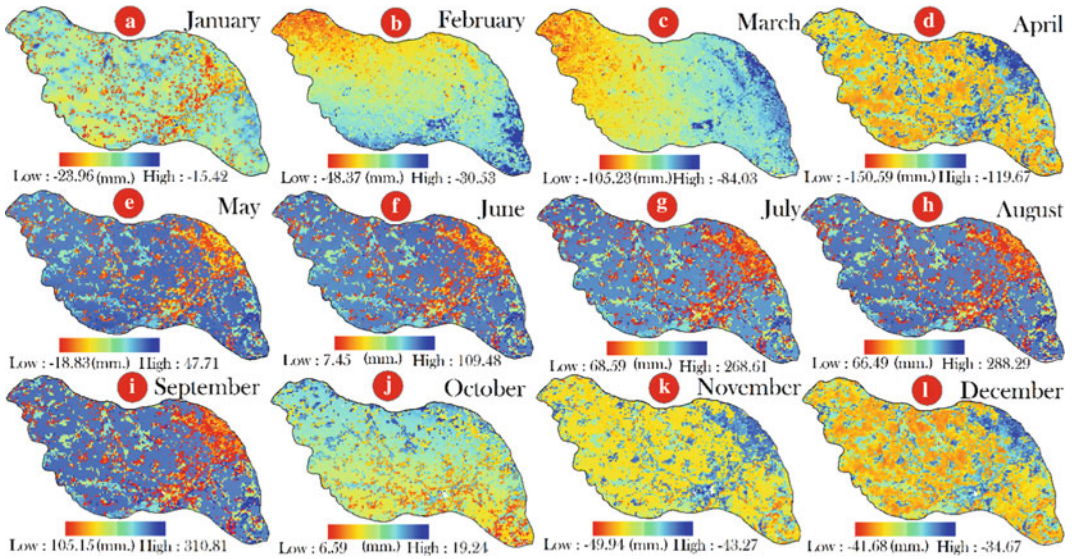 a January
b February
c March
d April
Low : -23.96 (mm.) High : -15.42
Low : -48.37 (mm.) High : -30.53
Low : -105.23 (mm.) High : -84.03
Low : -150.59 (mm.) High : -119.67
e May
f June
g July
h August
Low : -18.83 (mm.) High : 47.71
Low : 7.45 (mm.) High : 109.48
Low : 68.59 (mm.) High : 268.61
Low : 66.49 (mm.) High : 288.29
i September
j October
k November
l December
Low : 105.15 (mm.) High : 310.81
Low : 6.59 (mm.) High : 19.24
Low : -49.94 (mm.) High : -43.27
Low : -41.68 (mm.) High : -34.67